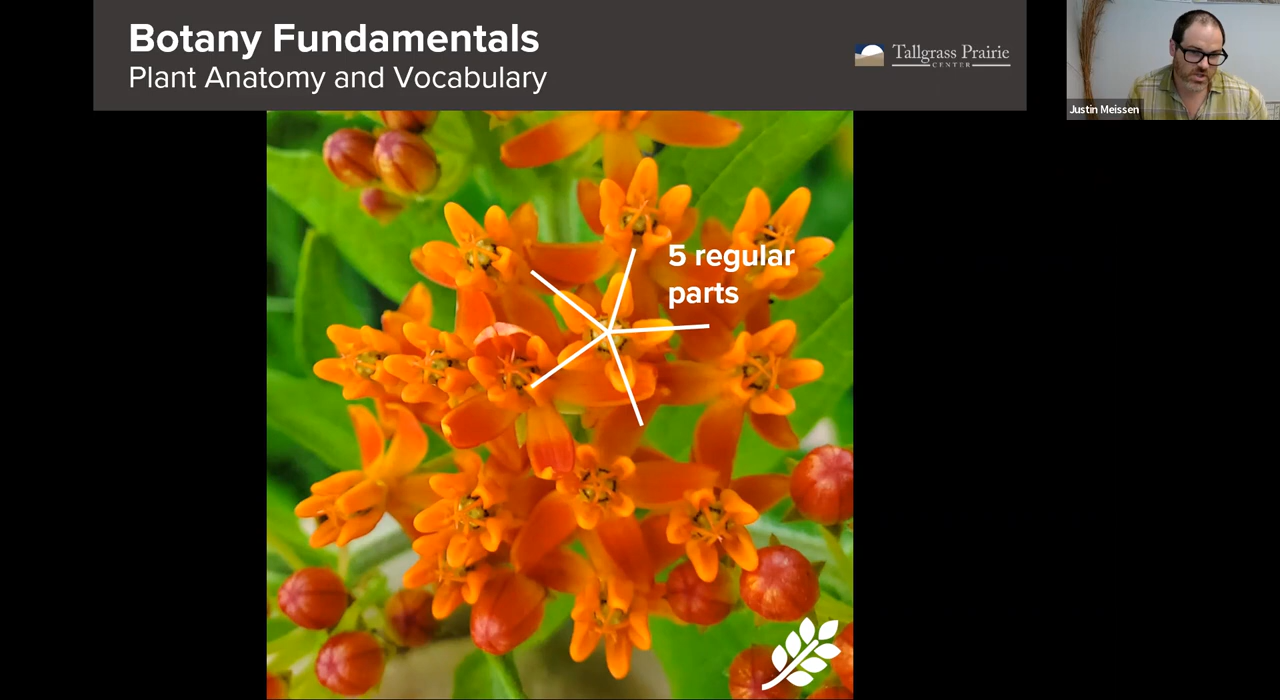 Botany Fundamentals
Plant Anatomy and Vocabulary
Tallgrass Prairie
CENTER
Justin Meissen
5 regular
parts